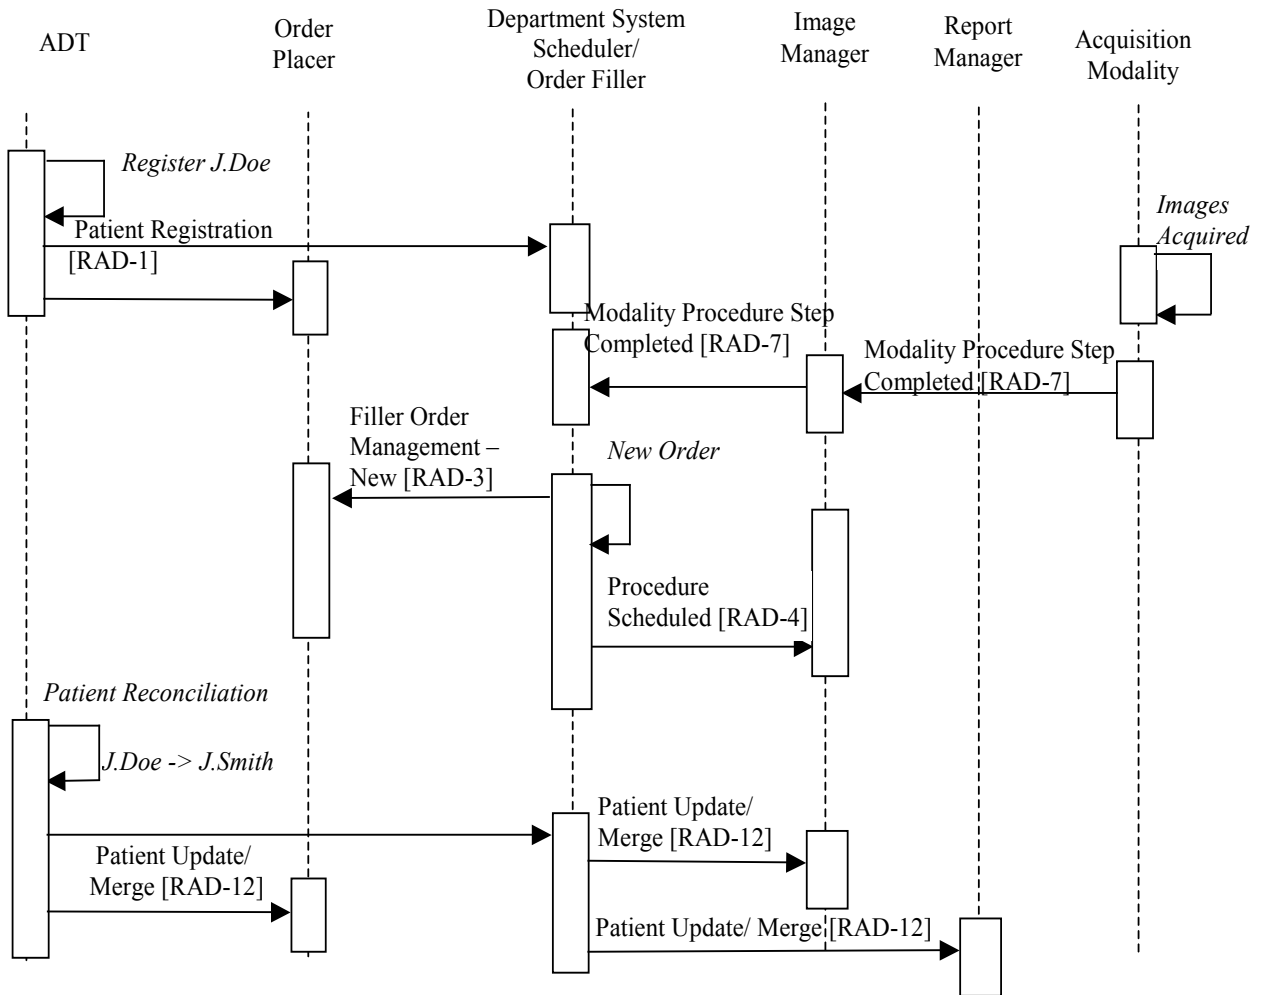 ADT
Order
Placer
Department System
Scheduler/
Order Filler
Image
Manager
Report
Manager
Acquisition
Modality
Register J.Doe
Patient Registration
[RAD-1]
Images
Acquired
Modality Procedure Step
Completed [RAD-7]
Modality Procedure Step
Completed [RAD-7]
Filler Order
Management –
New [RAD-3]
New Order
Procedure
Scheduled [RAD-4]
Patient Reconciliation
J.Doe -> J.Smith
Patient Update/
Merge [RAD-12]
Patient Update/
Merge [RAD-12]
Patient Update/ Merge [RAD-12]